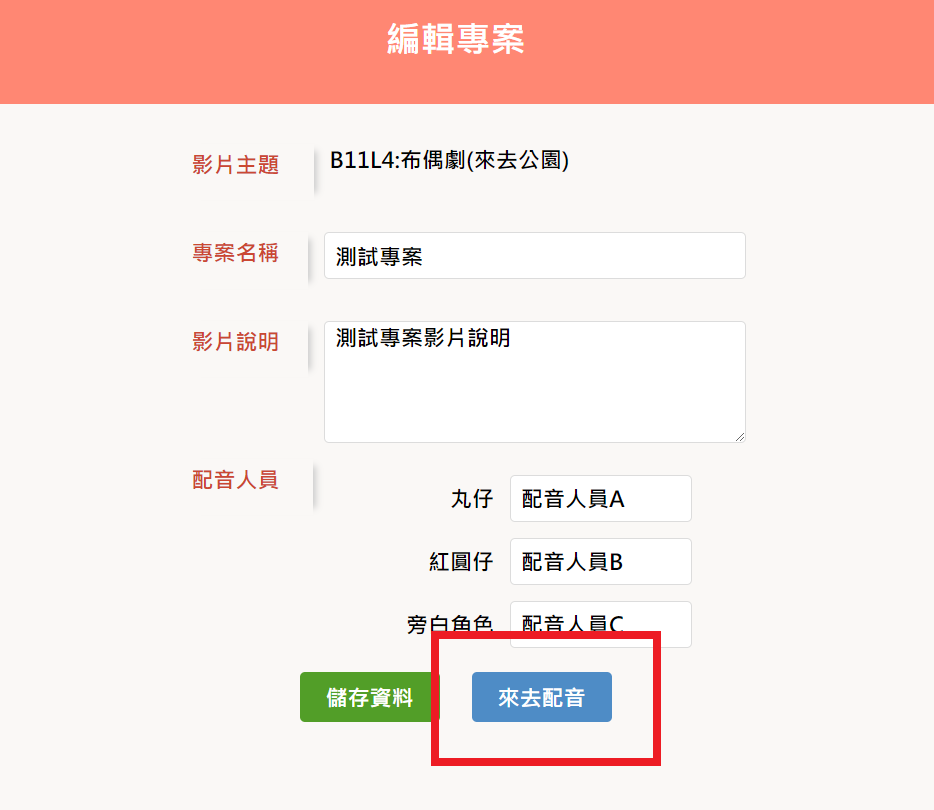 編輯專案
影片主題 B11L4:布偶劇(來去公園)
專案名稱 測試專案
影片說明 測試專案影片說明
配音人員
丸仔 配音人員A
紅圓仔 配音人員B
旁白角色 配音人員C
儲存資料 來去配音